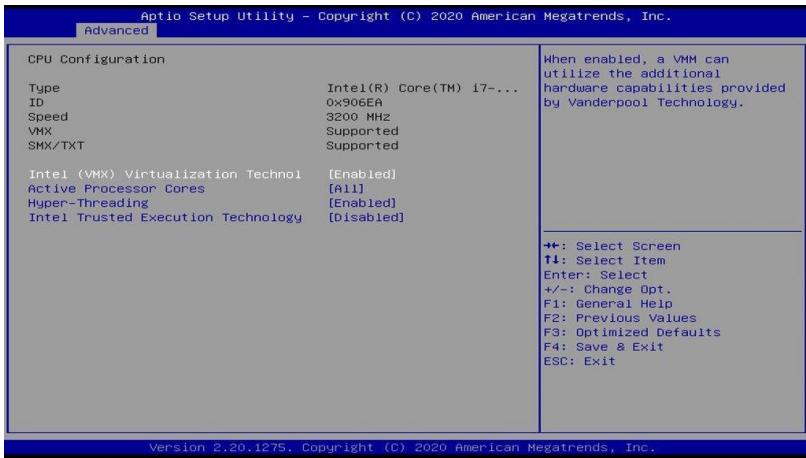 Aptio Setup Utility – Copyright (C) 2020 American Megatrends, Inc.
Advanced
CPU Configuration
Type Intel(R) Core(TM) i7-...
ID 0x906EA
Speed 3200 MHz
VMX Supported
SMX/TXT Supported
Intel (VMX) Virtualization Technol [Enabled]
Active Processor Cores [All]
Hyper-Threading [Enabled]
Intel Trusted Execution Technology [Disabled]
When enabled, a VMM can
utilize the additional
hardware capabilities provided
by Vanderpool Technology.
→←: Select Screen
↑↓: Select Item
Enter: Select
+/-: Change Opt.
F1: General Help
F2: Previous Values
F3: Optimized Defaults
F4: Save & Exit
ESC: Exit
Version 2.20.1275. Copyright (C) 2020 American Megatrends, Inc.